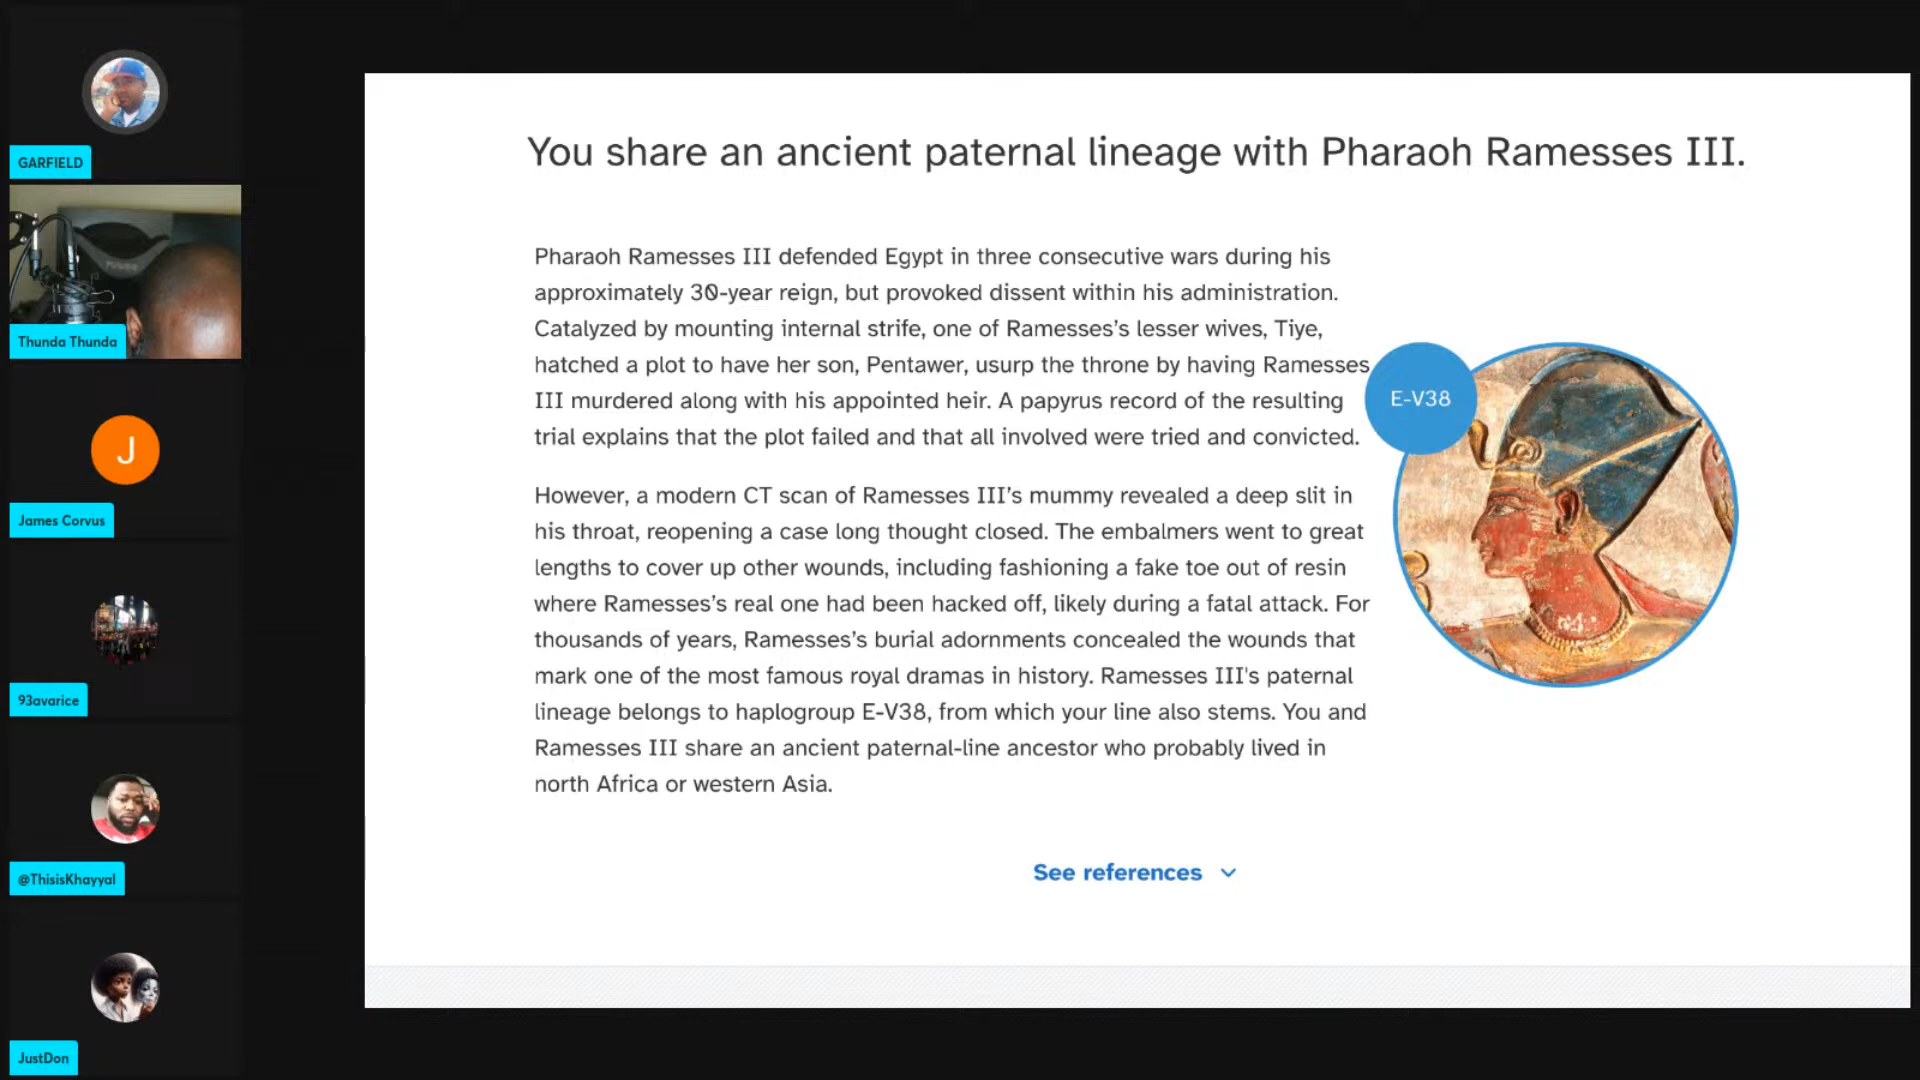 GARFIELD
Thunda Thunda
J
James Corvus
93avarice
@ThisisKhayyal
JustDon
You share an ancient paternal lineage with Pharaoh Ramesses III.
Pharaoh Ramesses III defended Egypt in three consecutive wars during his
approximately 30-year reign, but provoked dissent within his administration.
Catalyzed by mounting internal strife, one of Ramesses’s lesser wives, Tiye,
hatched a plot to have her son, Pentawer, usurp the throne by having Ramesses
III murdered along with his appointed heir. A papyrus record of the resulting
trial explains that the plot failed and that all involved were tried and convicted.
However, a modern CT scan of Ramesses III’s mummy revealed a deep slit in
his throat, reopening a case long thought closed. The embalmers went to great
lengths to cover up other wounds, including fashioning a fake toe out of resin
where Ramesses’s real one had been hacked off, likely during a fatal attack. For
thousands of years, Ramesses’s burial adornments concealed the wounds that
mark one of the most famous royal dramas in history. Ramesses III's paternal
lineage belongs to haplogroup E-V38, from which your line also stems. You and
Ramesses III share an ancient paternal-line ancestor who probably lived in
north Africa or western Asia.
E-V38
See references